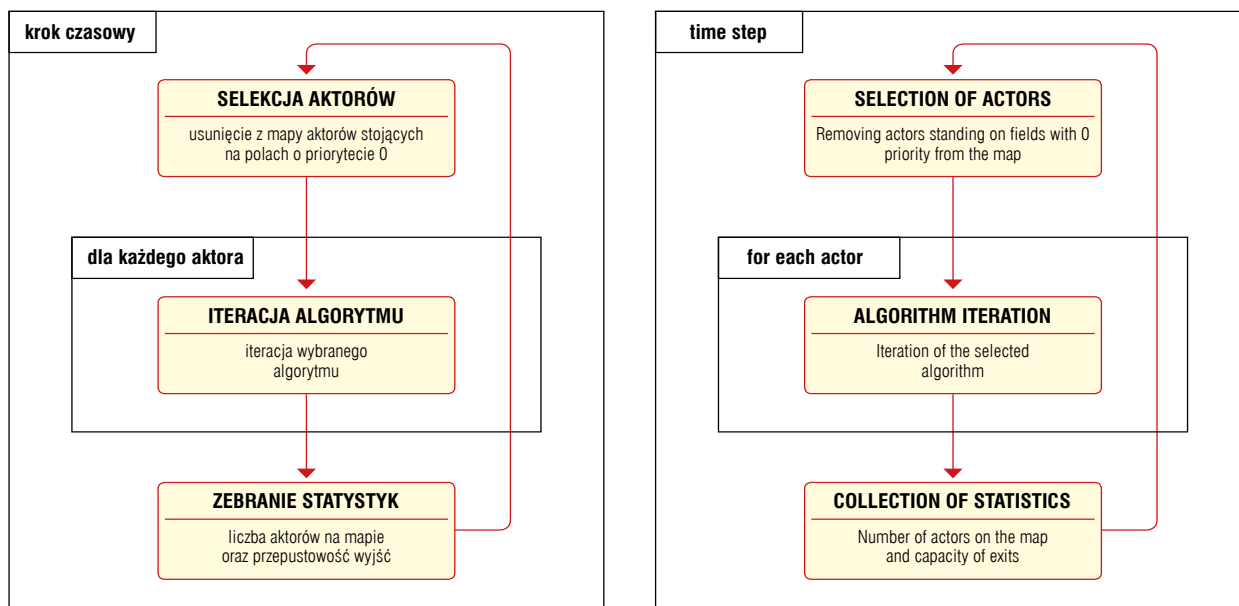 krok czasowy
SELEKCJA AKTORÓW
usunięcie z mapy aktorów stojących
na polach o priorytecie 0
dla każdego aktora
ITERACJA ALGORYTMU
iteracja wybranego
algorytmu
ZEBRANIE STATYSTYK
liczba aktorów na mapie
oraz przepustowość wyjść
time step
SELECTION OF ACTORS
Removing actors standing on fields with 0
priority from the map
for each actor
ALGORITHM ITERATION
Iteration of the selected
algorithm
COLLECTION OF STATISTICS
Number of actors on the map
and capacity of exits